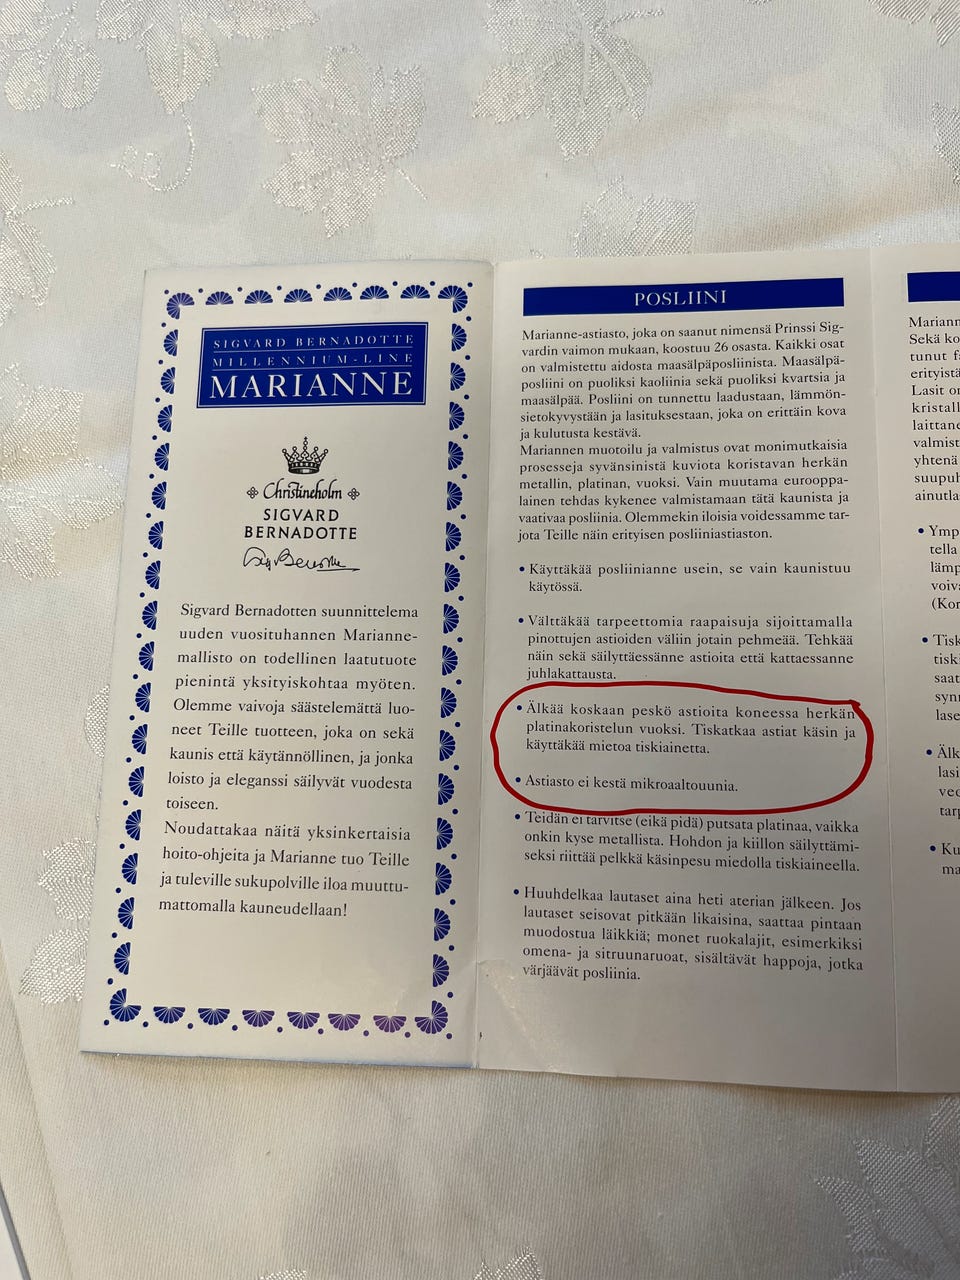 SIGVARD BERNADOTTE
MILLENNIUM-LINE
MARIANNE
Christineholm
SIGVARD
BERNADOTTE
Sigvard Bernadotten suunnittelema
uuden vuosituhannen Marianne-
mallisto on todellinen laatutuote
pienintä yksityiskohtaa myöten.
Olemme vaivoja säästelemättä luo-
neet Teille tuotteen, joka on sekä
kaunis että käytännöllinen, ja jonka
loisto ja eleganssi säilyvät vuodesta
toiseen.
Noudattakaa näitä yksinkertaisia
hoito-ohjeita ja Marianne tuo Teille
ja tuleville sukupolville iloa muuttu-
mattomalla kauneudellaan!
POSLIINI
Marianne-astiasto, joka on saanut nimensä Prinssi Sig-
vardin vaimon mukaan, koostuu 26 osasta. Kaikki osat
on valmistettu aidosta maasälpäposliinista. Maasälpä-
posliini on puoliksi kaoliinia sekä puoliksi kvartsia ja
maasälpää. Posliini on tunnettu laadustaan, lämmön-
sietokyvystään ja lasituksestaan, joka on erittäin kova
ja kulutusta kestävä.
Mariannen muotoilu ja valmistus ovat monimutkaisia
prosesseja syvänsinistä kuviota koristavan herkän
metallin, platinan, vuoksi. Vain muutama eurooppa-
lainen tehdas kykenee valmistamaan tätä kaunista ja
vaativaa posliinia. Olemmekin iloisia voidessamme tar-
jota Teille näin erityisen posliiniastiaston.
• Käyttäkää posliinianne usein, se vain kaunistuu
käytössä.
• Välttäkää tarpeettomia raapaisuja sijoittamalla
pinottujen astioiden väliin jotain pehmeää. Tehkää
näin sekä säilyttäessänne astioita että kattaessanne
juhlakattausta.
• Älkää koskaan peskö astioita koneessa herkän
platinakoristelun vuoksi. Tiskatkaa astiat käsin ja
käyttäkää mietoa tiskiainetta.
• Astiasto ei kestä mikroaaltouunia.
• Teidän ei tarvitse (eikä pidä) putsata platinaa, vaikka
onkin kyse metallista. Hohdon ja kiillon säilyttämi-
seksi riittää pelkkä käsinpesu miedolla tiskiaineella.
• Huuhdelkaa lautaset aina heti aterian jälkeen. Jos
lautaset seisovat pitkään likaisina, saattaa pintaan
muodostua läikkiä; monet ruokalajit, esimerkiksi
omena- ja sitruunaruoat, sisältävät happoja, jotka
värjäävät posliinia.
Sekä
Lasit